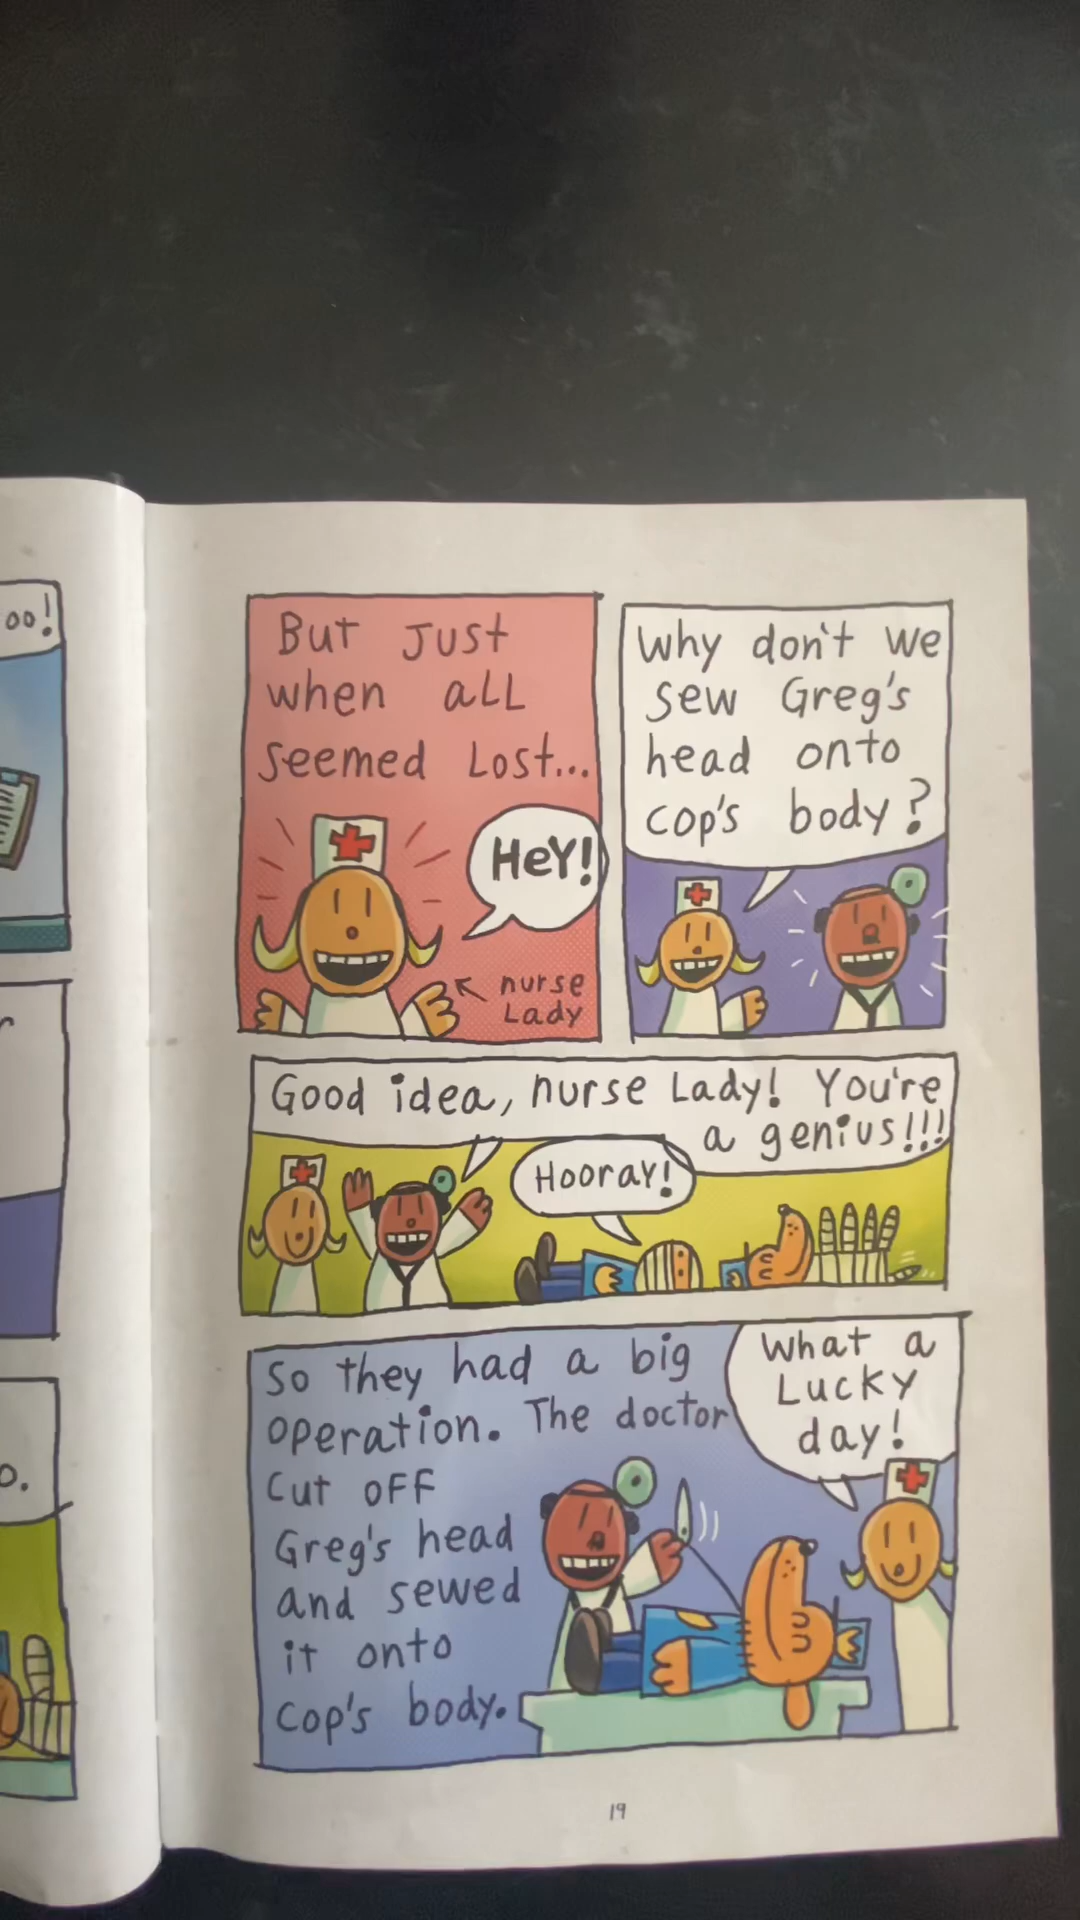 oo!
r
o.
But Just
when all
seemed Lost...
HeY!
nurse
Lady
Why don't we
sew Greg's
head onto
cop's body?
Good idea, nurse Lady! You're
a genius!!!
Hooray!
So they had a big
operation. The doctor
cut off
Greg's head
and sewed
it onto
cop's body.
What a
Lucky
day!
19